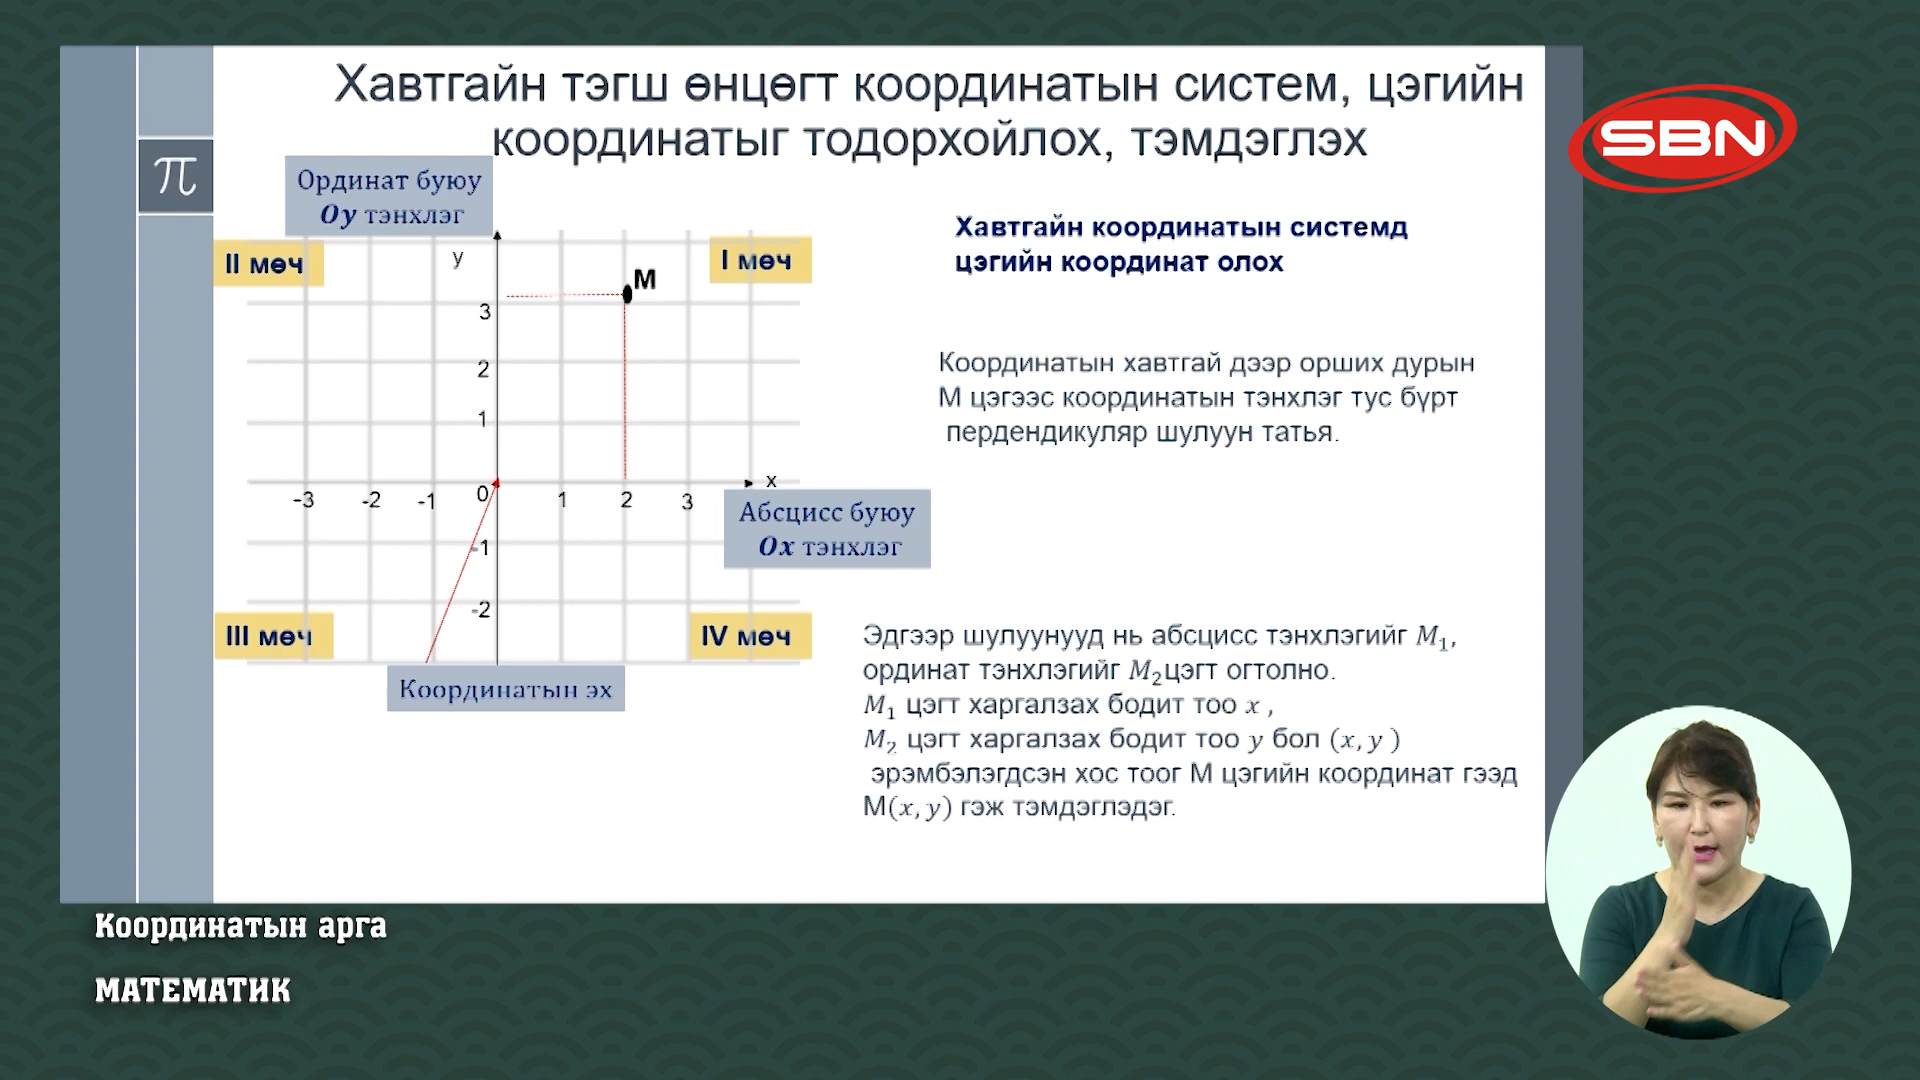 Хавтгайн тэгш өнцөгт координатын систем, цэгийн
координатыг тодорхойлох, тэмдэглэх
SBN
π
Ординат буюу
Oy тэнхлэг
II мөч
y
I мөч
M
3
2
1
-3
-2
-1
0
1
2
3
x
-1
-2
Абсцисс буюу
Ox тэнхлэг
III мөч
IV мөч
Координатын эх
Хавтгайн координатын системд
цэгийн координат олох
Координатын хавтгай дээр орших дурын
М цэгээс координатын тэнхлэг тус бүрт
пердендикуляр шулуун татья.
Эдгээр шулуунууд нь абсцисс тэнхлэгийг M₁,
ординат тэнхлэгийг M₂цэгт огтолно.
M₁ цэгт харгалзах бодит тоо x ,
M₂ цэгт харгалзах бодит тоо y бол (x, y )
эрэмбэлэгдсэн хос тоог М цэгийн координат гээд
М(x, y) гэж тэмдэглэдэг.
Координатын арга
МАТЕМАТИК